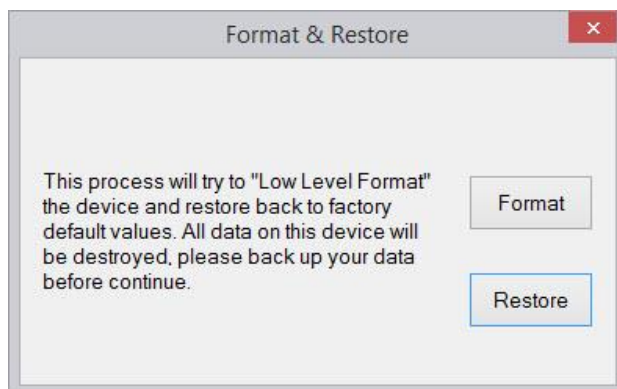 Format & Restore
This process will try to "Low Level Format"
the device and restore back to factory
default values. All data on this device will
be destroyed, please back up your data
before continue.
Format
Restore